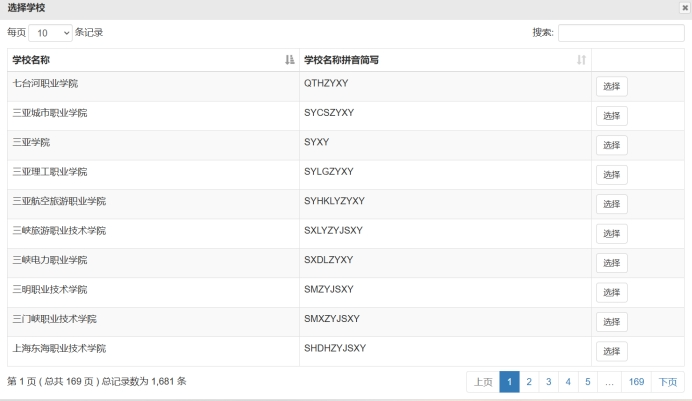 选择学校
每页 10 条记录 搜索:
学校名称 学校名称拼音简写
七台河职业学院 QTHZYXY 选择
三亚城市职业学院 SYCSZYXY 选择
三亚学院 SYXY 选择
三亚理工职业学院 SYLGZYXY 选择
三亚航空旅游职业学院 SYHKLYZYXY 选择
三峡旅游职业技术学院 SXLYZYJSXY 选择
三峡电力职业学院 SXDLZYXY 选择
三明职业技术学院 SMZYJSXY 选择
三门峡职业技术学院 SMXZYJSXY 选择
上海东海职业技术学院 SHDHZYJSXY 选择
第 1 页 ( 总共 169 页 ) 总记录数为 1,681 条 上页 1 2 3 4 5 … 169 下页